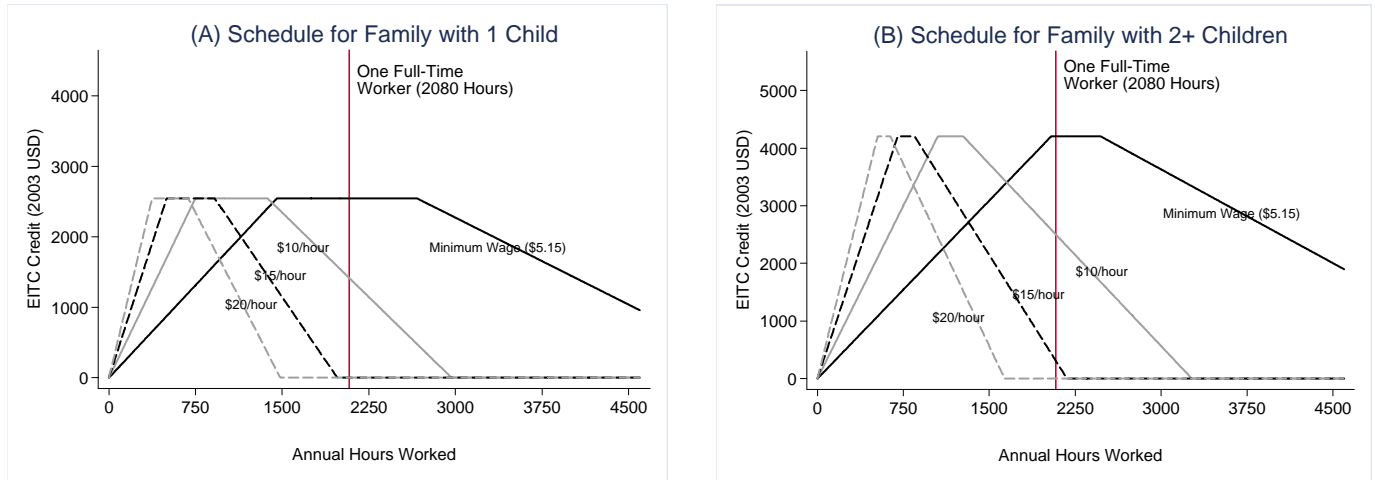 (A) Schedule for Family with 1 Child
One Full-Time
Worker (2080 Hours)
EITC Credit (2003 USD)
4000
3000
2000
1000
0
$10/hour
$15/hour
$20/hour
Minimum Wage ($5.15)
0 750 1500 2250 3000 3750 4500
Annual Hours Worked
(B) Schedule for Family with 2+ Children
One Full-Time
Worker (2080 Hours)
EITC Credit (2003 USD)
5000
4000
3000
2000
1000
0
Minimum Wage ($5.15)
$10/hour
$15/hour
$20/hour
0 750 1500 2250 3000 3750 4500
Annual Hours Worked